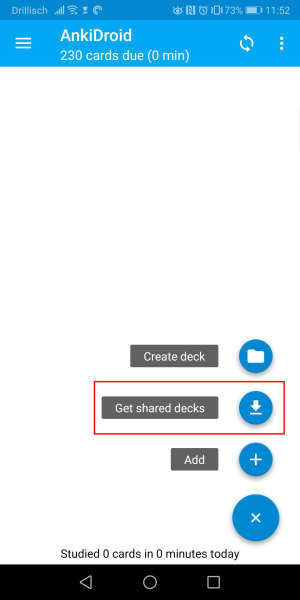 Drillisch 73% 11:52
AnkiDroid
230 cards due (0 min)
Create deck
Get shared decks
Add
Studied 0 cards in 0 minutes today